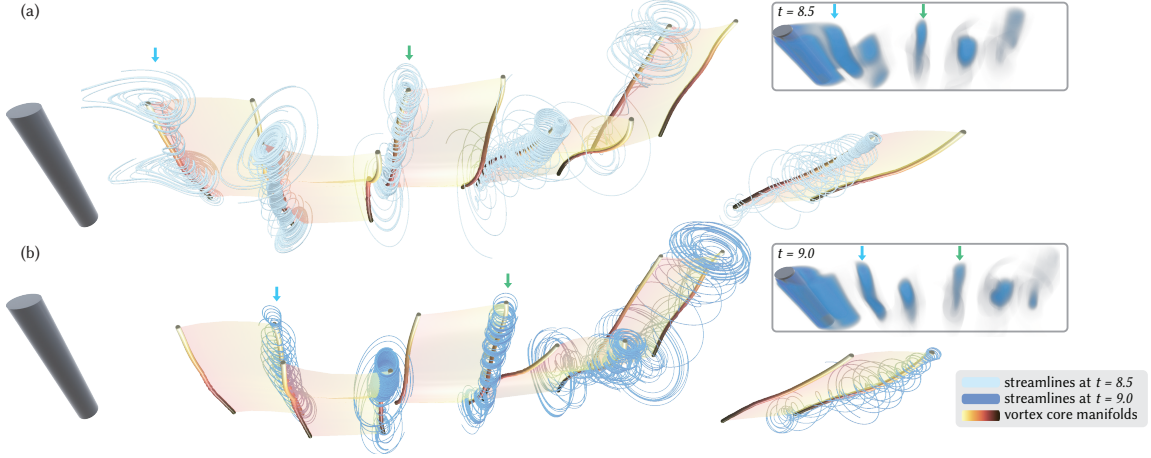 (a)
t = 8.5
(b)
t = 9.0
streamlines at t = 8.5
streamlines at t = 9.0
vortex core manifolds